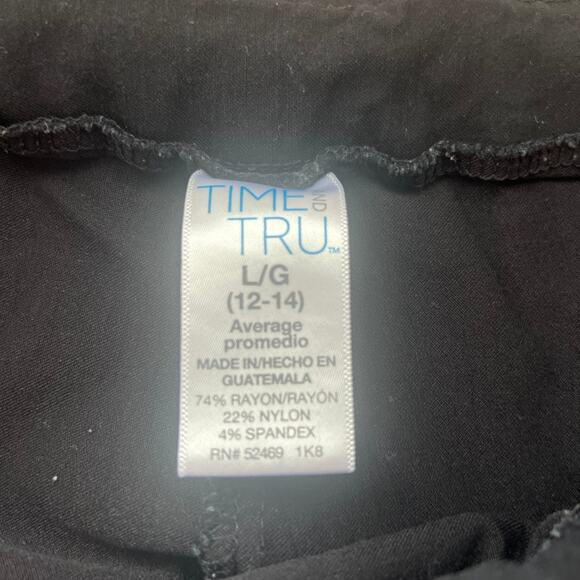 TIME AND
TRU™
L/G
(12-14)
Average
promedio
MADE IN/HECHO EN
GUATEMALA
74% RAYON/RAYÓN
22% NYLON
4% SPANDEX
RN# 52469 1K8